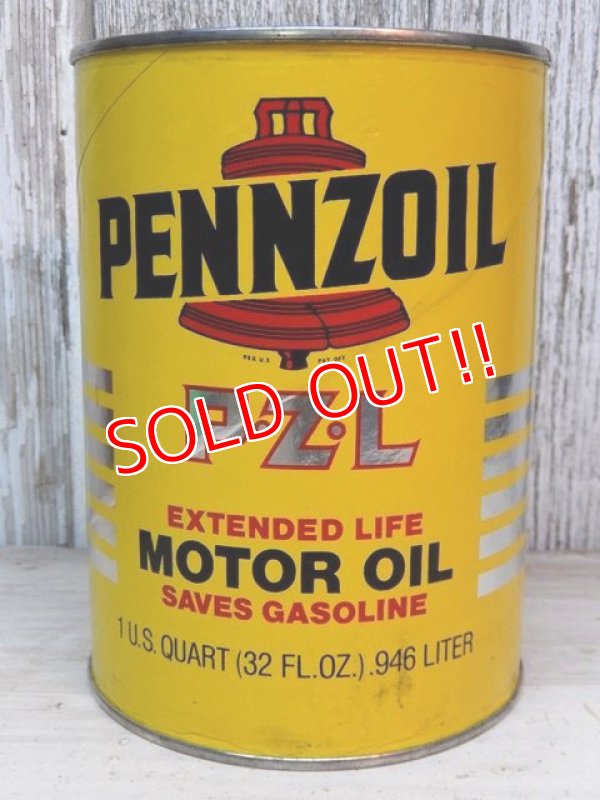 PENNZOIL
REG U.S. PAT. OFF.
P·Z·L
SOLD OUT!!
EXTENDED LIFE
MOTOR OIL
SAVES GASOLINE
1 U.S. QUART (32 FL.OZ.) .946 LITER